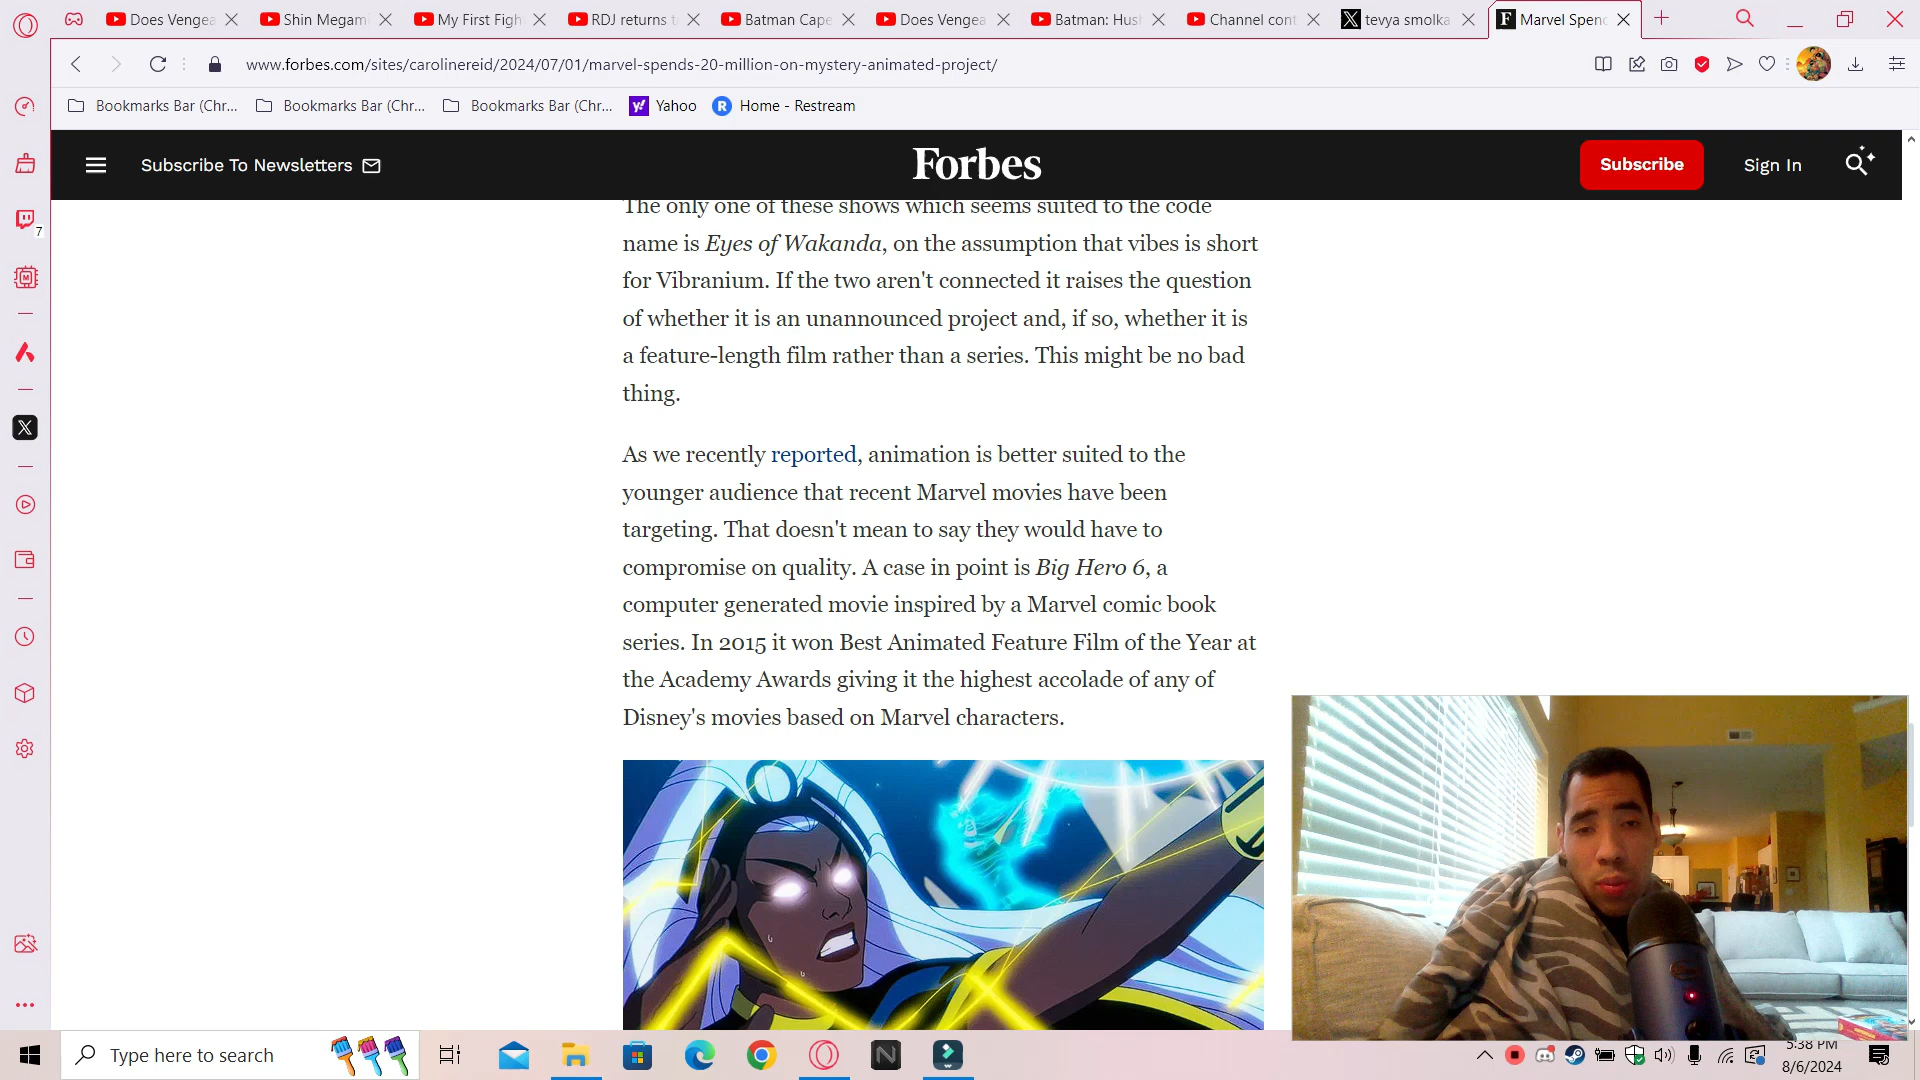 Does Vengea
Shin Megami
My First Figh
RDJ returns t
Batman Cape
Does Vengea
Batman: Hus
Channel cont
tevya smolka
Marvel Spen
www.forbes.com/sites/carolinereid/2024/07/01/marvel-spends-20-million-on-mystery-animated-project/
Bookmarks Bar (Chr...
Bookmarks Bar (Chr...
Bookmarks Bar (Chr...
Yahoo
Home - Restream
Subscribe To Newsletters
Forbes
Subscribe
Sign In
7
The only one of these shows which seems suited to the code
name is Eyes of Wakanda, on the assumption that vibes is short
for Vibranium. If the two aren't connected it raises the question
of whether it is an unannounced project and, if so, whether it is
a feature-length film rather than a series. This might be no bad
thing.
As we recently reported, animation is better suited to the
younger audience that recent Marvel movies have been
targeting. That doesn't mean to say they would have to
compromise on quality. A case in point is Big Hero 6, a
computer generated movie inspired by a Marvel comic book
series. In 2015 it won Best Animated Feature Film of the Year at
the Academy Awards giving it the highest accolade of any of
Disney's movies based on Marvel characters.
Type here to search
5:38 PM
8/6/2024